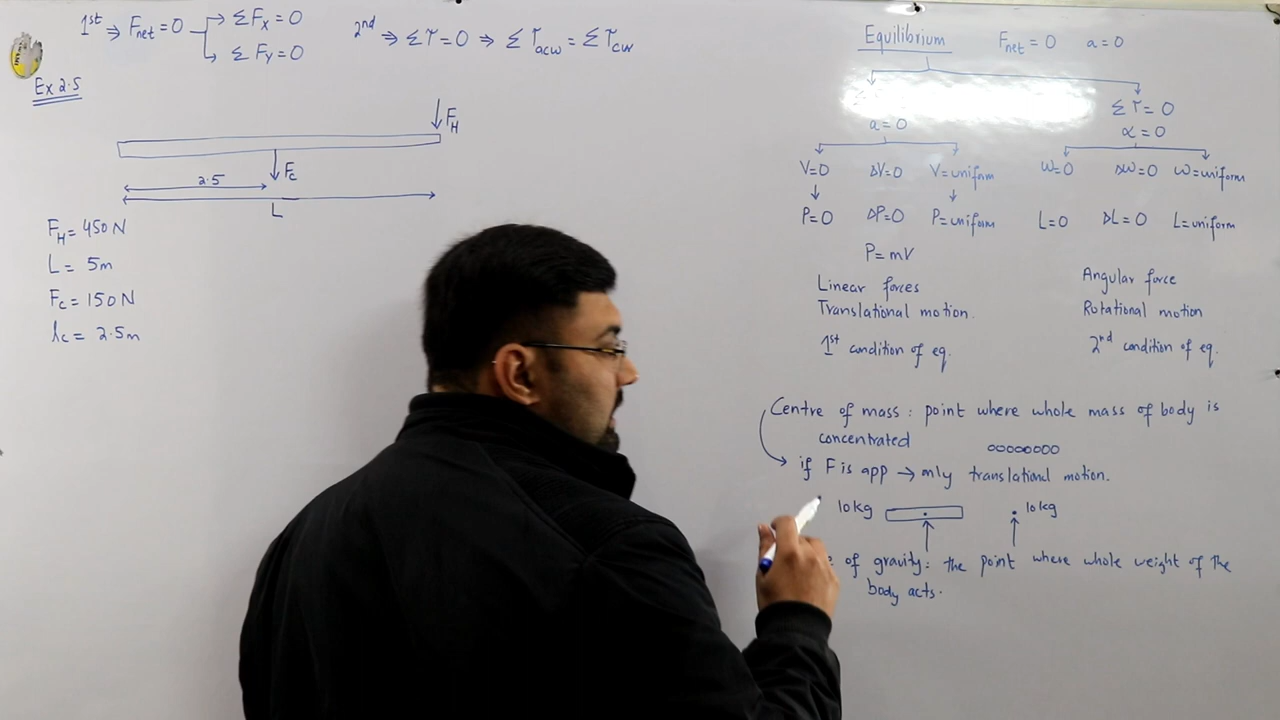 1st ⇒ Fnet = 0 → ΣFx = 0
→ ΣFy = 0
2nd ⇒ Στ = 0 ⇒ Στacw = Στcw
Ex 2.5
FH
Fc
2.5
L
FH = 450 N
L = 5m
Fc = 150 N
lc = 2.5m
Equilibrium Fnet = 0 a = 0
Στ = 0
a = 0 α = 0
V=0 ΔV=0 V=uniform ω=0 Δω=0 ω=uniform
P=0 ΔP=0 P=uniform L=0 ΔL=0 L=uniform
P = mV
Linear forces Angular force
Translational motion. Rotational motion
1st condition of eq. 2nd condition of eq.
Centre of mass : point where whole mass of body is
concentrated
if F is app → only translational motion.
10kg 10kg
of gravity : the point where whole weight of the
body acts.